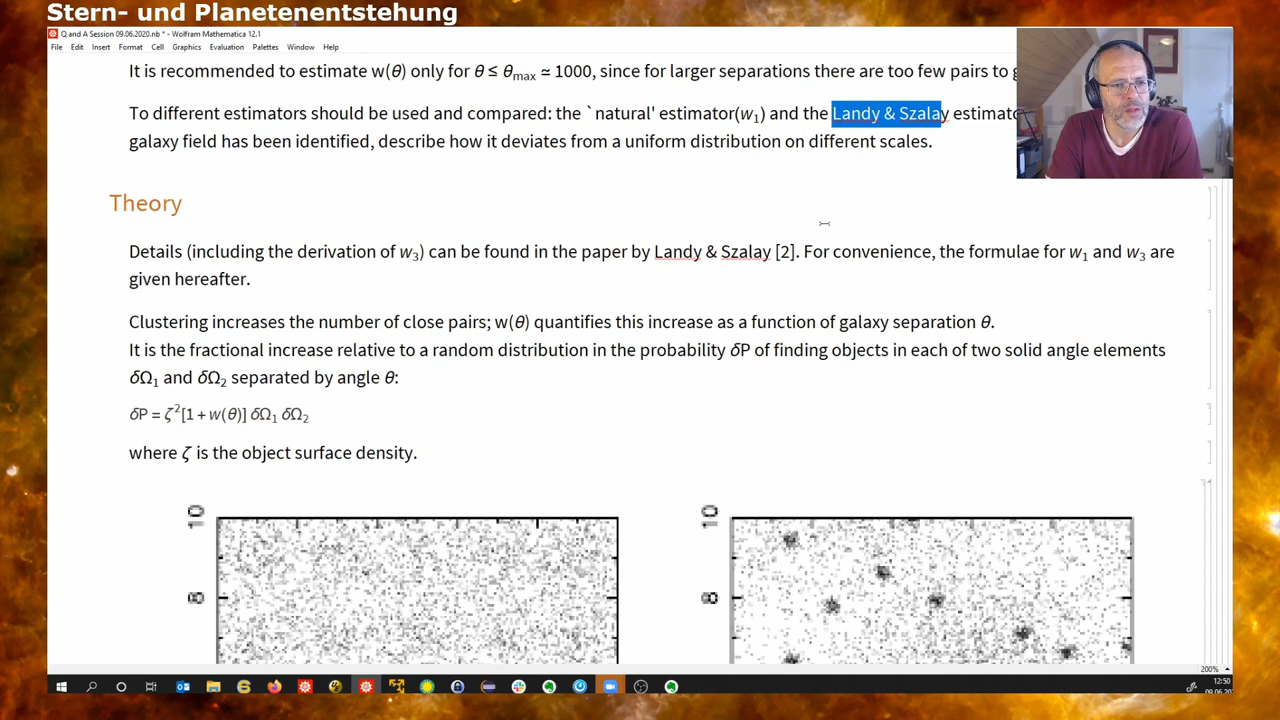 Stern- und Planetenentstehung
Q and A Session 09.06.2020.nb * - Wolfram Mathematica 12.1
File Edit Insert Format Cell Graphics Evaluation Palettes Window Help
It is recommended to estimate w(θ) only for θ ≤ θmax ≃ 1000, since for larger separations there are too few pairs to
To different estimators should be used and compared: the `natural' estimator(w₁) and the Landy & Szalay
galaxy field has been identified, describe how it deviates from a uniform distribution on different scales.
Theory
Details (including the derivation of w₃) can be found in the paper by Landy & Szalay [2]. For convenience, the formulae for w₁ and w₃ are
given hereafter.
Clustering increases the number of close pairs; w(θ) quantifies this increase as a function of galaxy separation θ.
It is the fractional increase relative to a random distribution in the probability δP of finding objects in each of two solid angle elements
δΩ₁ and δΩ₂ separated by angle θ:
δP = ζ²[1 + w(θ)] δΩ₁ δΩ₂
where ζ is the object surface density.
10 10
8 8
200%
12:50